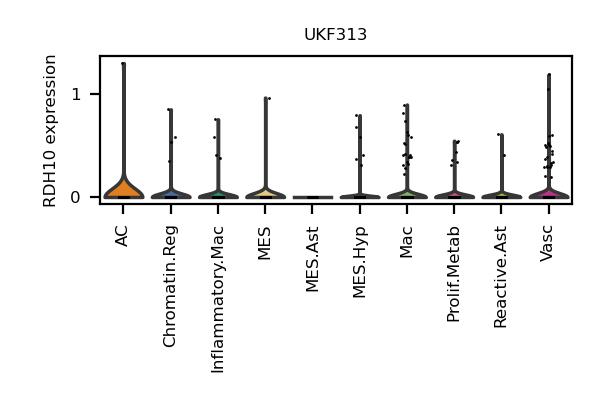 UKF313
RDH10 expression
1
0
AC
Chromatin.Reg
Inflammatory.Mac
MES
MES.Ast
MES.Hyp
Mac
Prolif.Metab
Reactive.Ast
Vasc